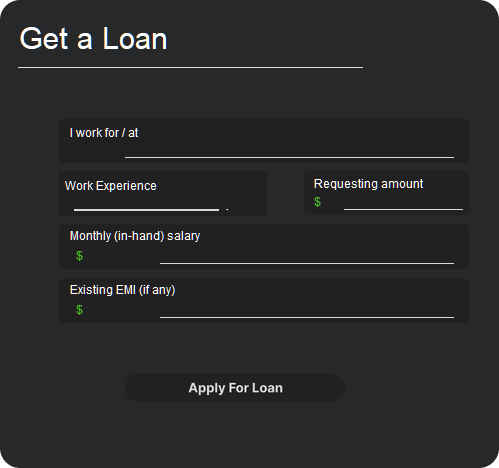 Get a Loan
I work for / at
Work Experience
Requesting amount
$
Monthly (in-hand) salary
$
Existing EMI (if any)
$
Apply For Loan